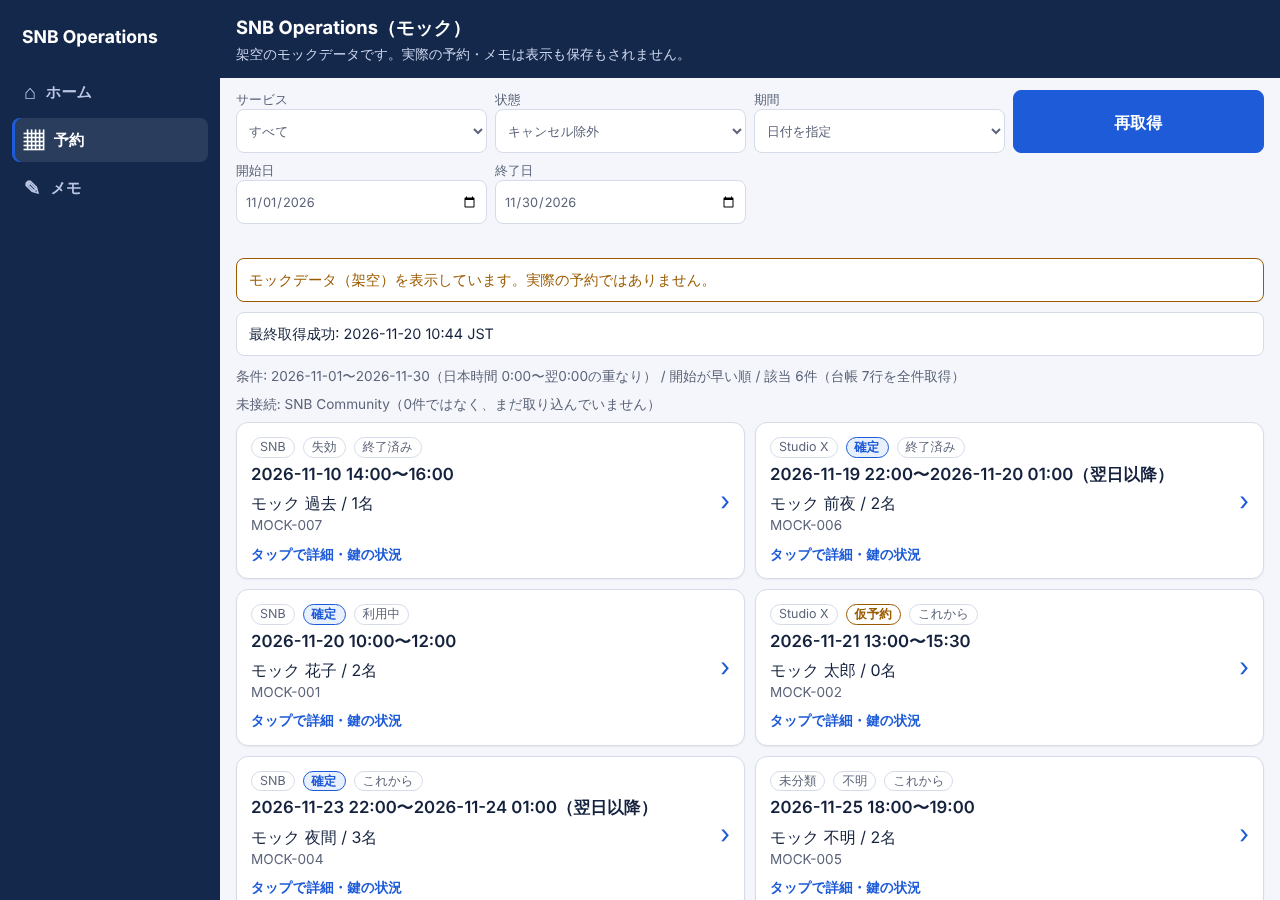 SNB Operations
ホーム
予約
メモ
SNB Operations（モック）
架空のモックデータです。実際の予約・メモは表示も保存もされません。
サービス
すべて
状態
キャンセル除外
期間
日付を指定
再取得
開始日
11/01/2026
終了日
11/30/2026
モックデータ（架空）を表示しています。実際の予約ではありません。
最終取得成功: 2026-11-20 10:44 JST
条件: 2026-11-01〜2026-11-30（日本時間 0:00〜翌0:00の重なり） / 開始が早い順 / 該当 6件（台帳 7行を全件取得）
未接続: SNB Community（0件ではなく、まだ取り込んでいません）
SNB 失効 終了済み
2026-11-10 14:00〜16:00
モック 過去 / 1名
MOCK-007
タップで詳細・鍵の状況
Studio X 確定 終了済み
2026-11-19 22:00〜2026-11-20 01:00（翌日以降）
モック 前夜 / 2名
MOCK-006
タップで詳細・鍵の状況
SNB 確定 利用中
2026-11-20 10:00〜12:00
モック 花子 / 2名
MOCK-001
タップで詳細・鍵の状況
Studio X 仮予約 これから
2026-11-21 13:00〜15:30
モック 太郎 / 0名
MOCK-002
タップで詳細・鍵の状況
SNB 確定 これから
2026-11-23 22:00〜2026-11-24 01:00（翌日以降）
モック 夜間 / 3名
MOCK-004
タップで詳細・鍵の状況
未分類 不明 これから
2026-11-25 18:00〜19:00
モック 不明 / 2名
MOCK-005
タップで詳細・鍵の状況